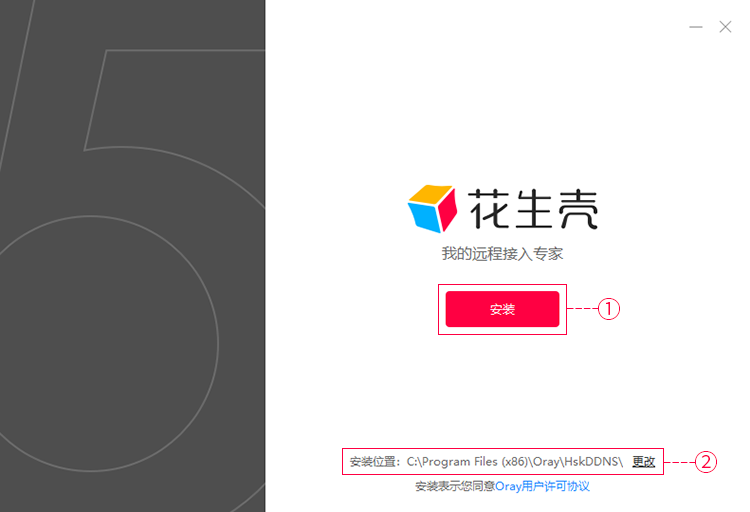 花生壳
我的远程接入专家
安装
①
安装位置：C:\Program Files (x86)\Oray\HskDDNS\ 更改
②
安装表示您同意Oray用户许可协议